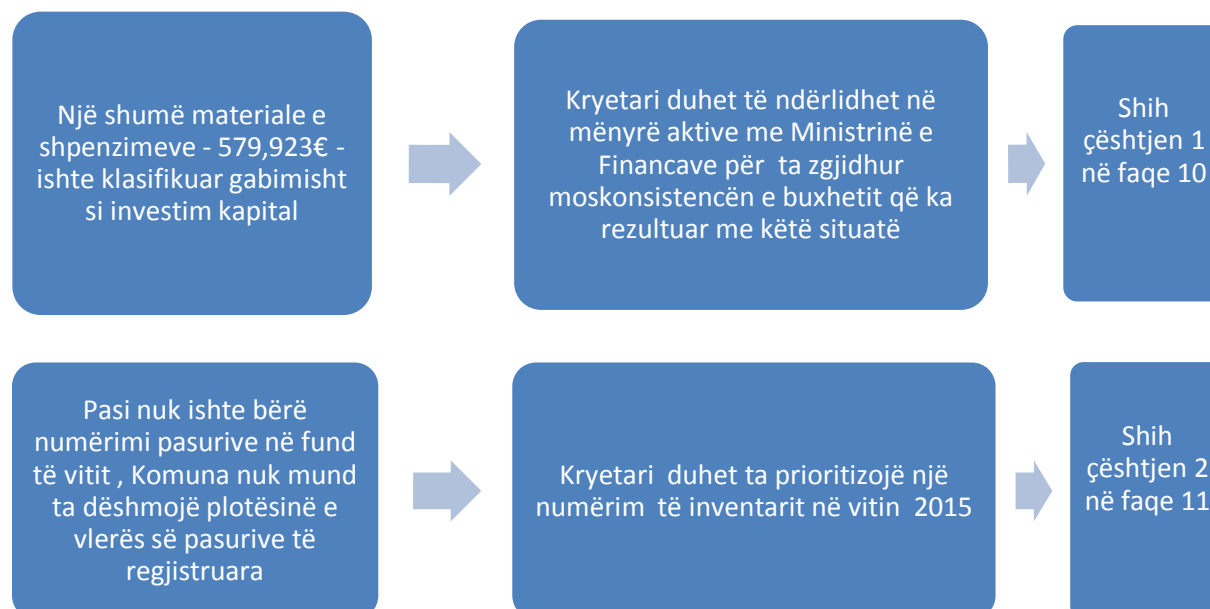 Një shumë materiale e
shpenzimeve - 579,923€ -
ishte klasifikuar gabimisht
si investim kapital
Kryetari duhet të ndërlidhet në
mënyrë aktive me Ministrinë e
Financave për ta zgjidhur
moskonsistencën e buxhetit që ka
rezultuar me këtë situatë
Shih
çështjen 1
në faqe 10
Pasi nuk ishte bërë
numërimi pasurive në fund
të vitit , Komuna nuk mund
ta dëshmojë plotësinë e
vlerës së pasurive të
regjistruara
Kryetari duhet ta prioritizojë një
numërim të inventarit në vitin 2015
Shih
çështjen 2
në faqe 11